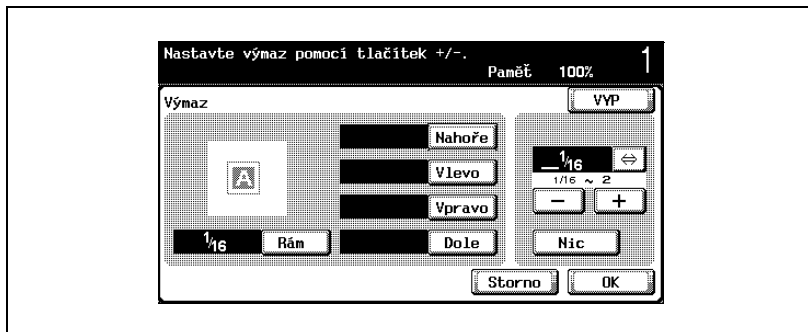 Nastavte výmaz pomocí tlačítek +/-.
Paměť 100% 1
Výmaz VYP
Nahoře
Vlevo
Vpravo
Dole
A
1/16 Rám
1/16 ⇔
1/16 ~ 2
− +
Nic
Storno OK